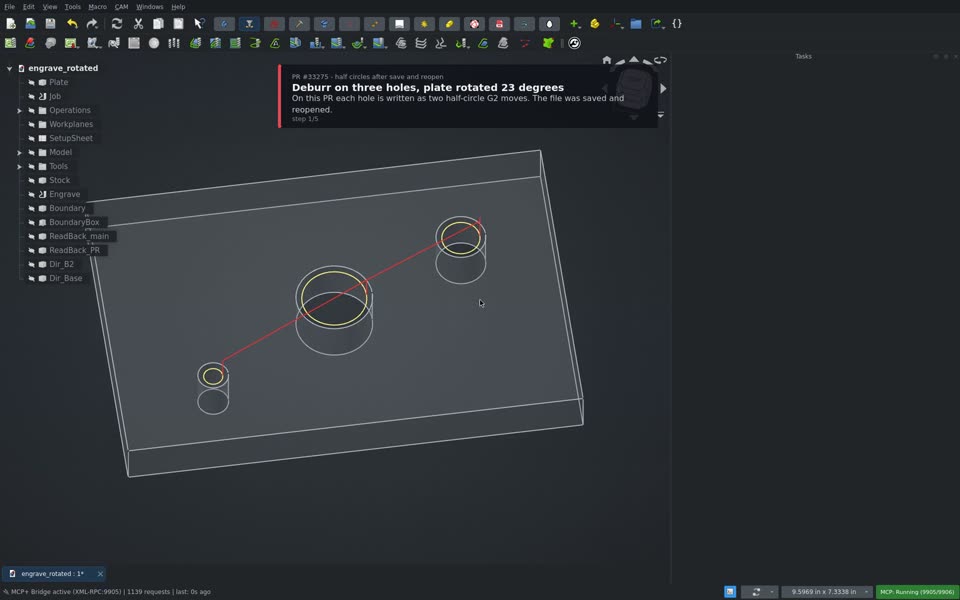 File Edit View Tools Macro CAM Windows Help
Tasks
engrave_rotated
Plate
Job
Operations
Workplanes
SetupSheet
Model
Tools
Stock
Engrave
Boundary
BoundaryBox
ReadBack_main
ReadBack_PR
Dir_B2
Dir_Base
PR #33275 - half circles after save and reopen
Deburr on three holes, plate rotated 23 degrees
On this PR each hole is written as two half-circle G2 moves. The file was saved and
reopened.
step 1/5
engrave_rotated : 1*
MCP+ Bridge active (XML-RPC:9905) | 1139 requests | last: 0s ago
9.5969 in x 7.3338 in
MCP: Running (9905/9906)